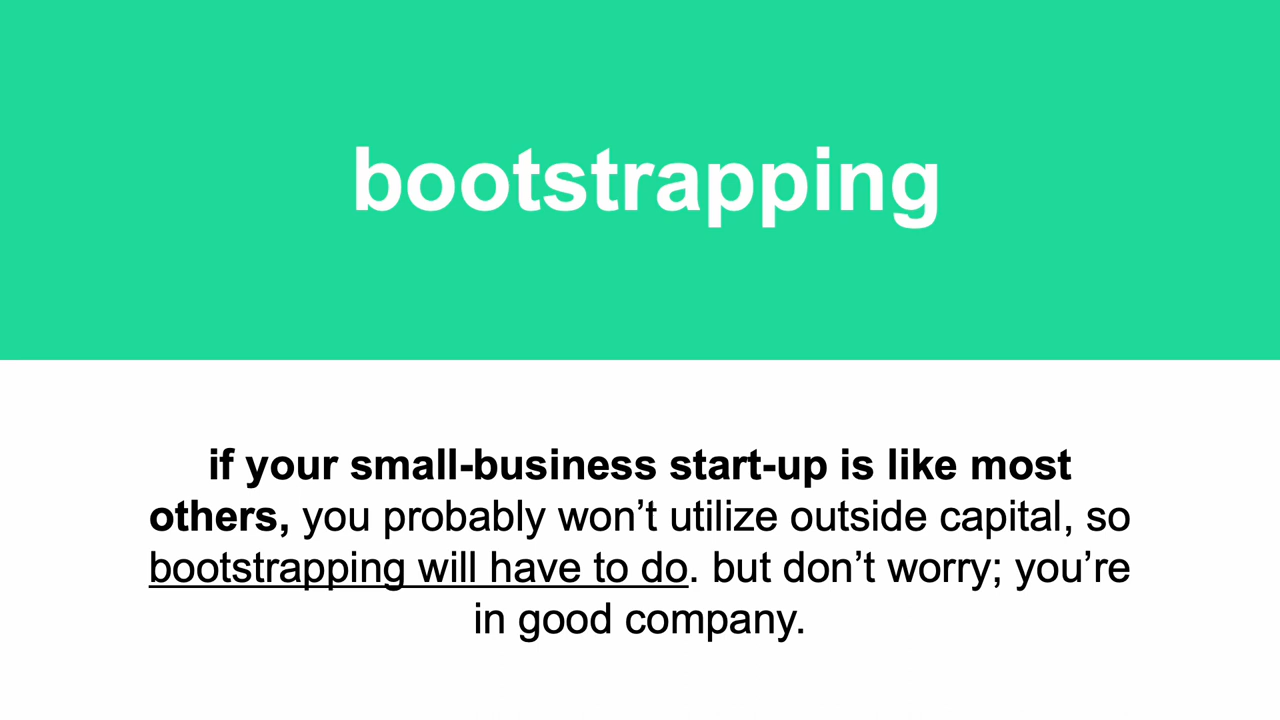 bootstrapping
if your small-business start-up is like most
others, you probably won’t utilize outside capital, so
bootstrapping will have to do. but don’t worry; you’re
in good company.